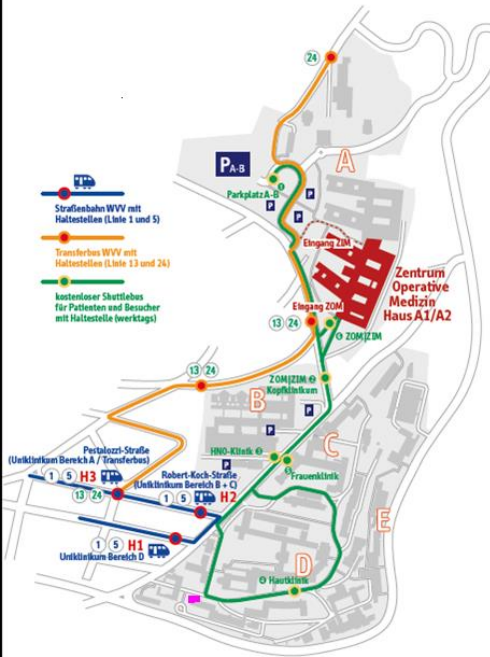 24
A
PA-B
Parkplatz A-B
P
P
P
P
Straßenbahn WVV mit
Haltestellen (Linie 1 und 5)
Transferbus WVV mit
Haltestellen (Linie 13 und 24)
kostenloser Shuttlebus
für Patienten und Besucher
mit Haltestelle (werktags)
Eingang ZIM
Zentrum
Operative
Medizin
Haus A1/A2
Eingang ZOM
13 24
ZOM|ZIM
13 24
ZOM|ZIM 2
Kopfklinikum
B
P
C
HNO-Klinik 3
P
Frauenklinik
Pestalozzi-Straße
(Uniklinikum Bereich A / Transferbus)
1 5 H3
13 24
Robert-Koch-Straße
(Uniklinikum Bereich B + C)
1 5 H2
E
1 5 H1
Uniklinikum Bereich D
D
Hautklinik